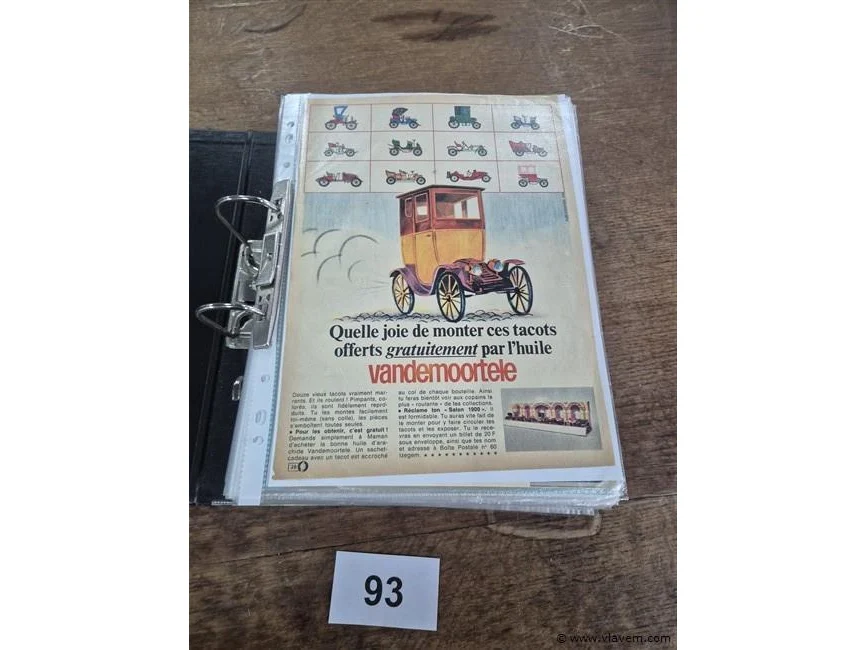 Quelle joie de monter ces tacots
offerts gratuitement par l'huile
vandemoortele
Douze vieux tacots vraiment mar-
rants. Et ils roulent ! Pimpants, co-
lorés, ils sont fidèlement repro-
duits. Tu les montes facilement
toi-même (sans colle), les pièces
s'emboîtent toutes seules.
• Pour les obtenir, c'est gratuit !
Demande simplement à Maman
d'acheter la bonne huile d'ara-
chide Vandemoortele. Un sachet-
cadeau avec un tacot est accroché
au col de chaque bouteille. Ainsi
tu feras bientôt voir aux copains la
plus « roulante » de tes collections.
• Réclame ton « Salon 1900 ». Il
est formidable. Tu auras vite fait de
le monter pour y faire circuler tes
tacots et les exposer. Tu le rece-
vras en envoyant un billet de 20 F
sous enveloppe, ainsi que tes nom
et adresse à Boîte Postale n° 60
Izegem.
93
© www.vlavem.com